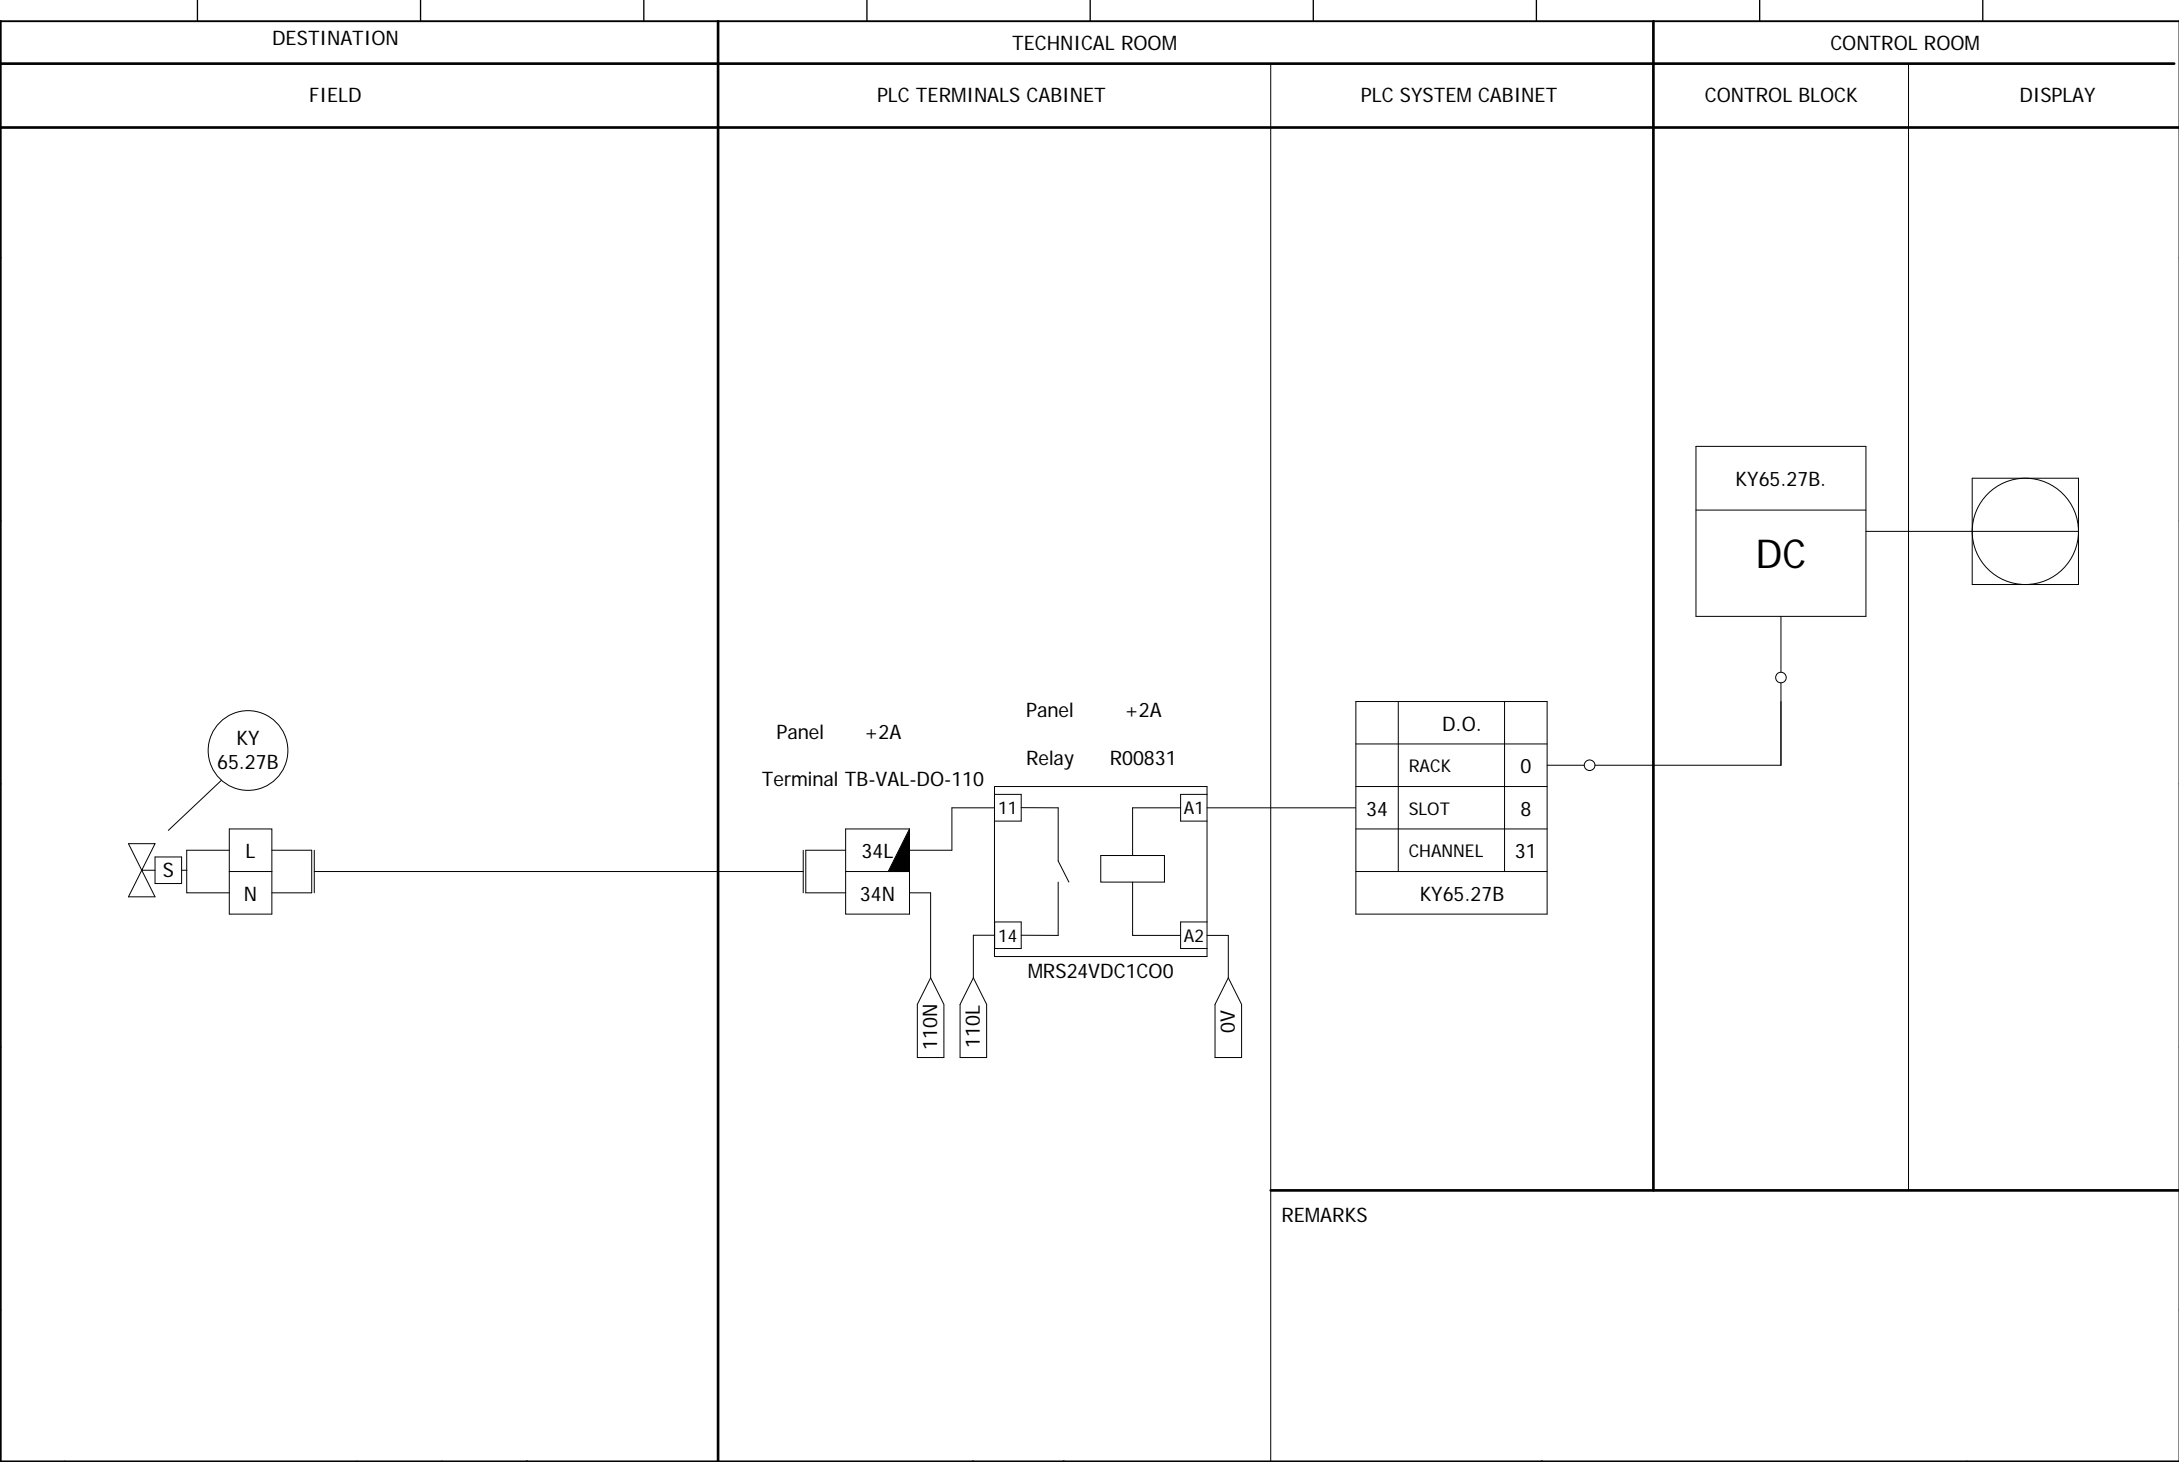 DESTINATION
TECHNICAL ROOM
CONTROL ROOM
FIELD
PLC TERMINALS CABINET
PLC SYSTEM CABINET
CONTROL BLOCK
DISPLAY
KY65.27B.
DC
KY
65.27B
S
L
N
Panel +2A
Terminal TB-VAL-DO-110
34L
34N
110N
110L
Panel +2A
Relay R00831
11
14
A1
A2
MRS24VDC1CO0
0V
D.O.
RACK 0
34 SLOT 8
CHANNEL 31
KY65.27B
REMARKS